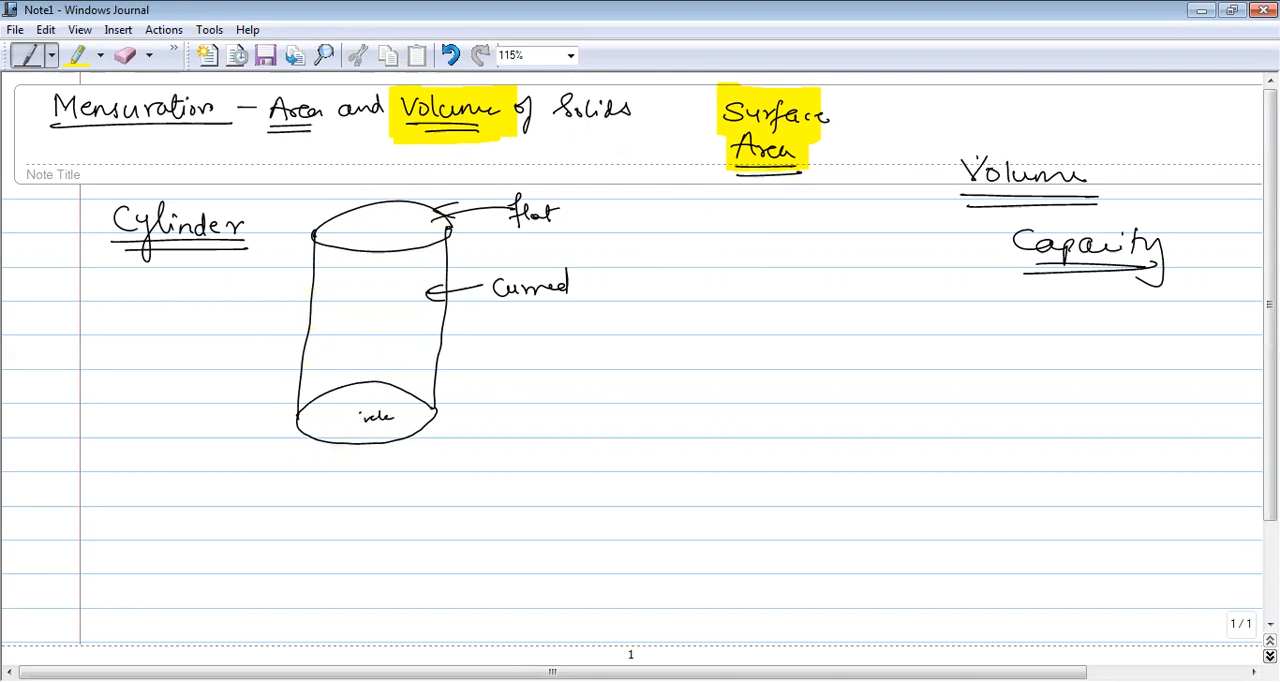 Note1 - Windows Journal
File Edit View Insert Actions Tools Help
115%
Mensuration - Area and Volume of Solids
Surface
Area
Note Title
Volume
Capacity
Cylinder
flat
Curved
ircle
1 / 1
1